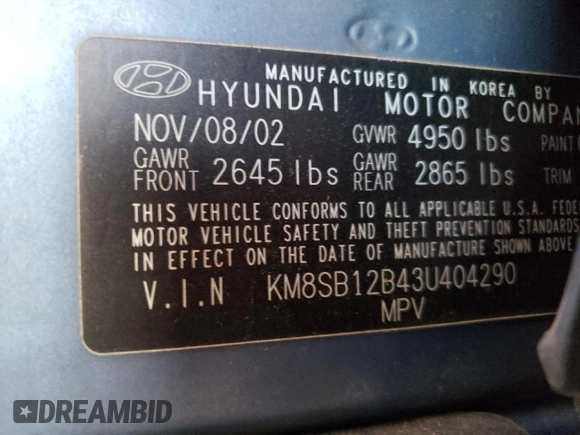 MANUFACTURED IN KOREA BY
HYUNDAI MOTOR COMPAN
NOV/08/02 GVWR 4950 lbs PAINT
GAWR FRONT 2645 lbs GAWR REAR 2865 lbs TRIM
THIS VEHICLE CONFORMS TO ALL APPLICABLE U.S.A. FEDE
MOTOR VEHICLE SAFETY AND THEFT PREVENTION STANDARDS
IN EFFECT ON THE DATE OF MANUFACTURE SHOWN ABOVE
V.I.N KM8SB12B43U404290
MPV
DREAMBID